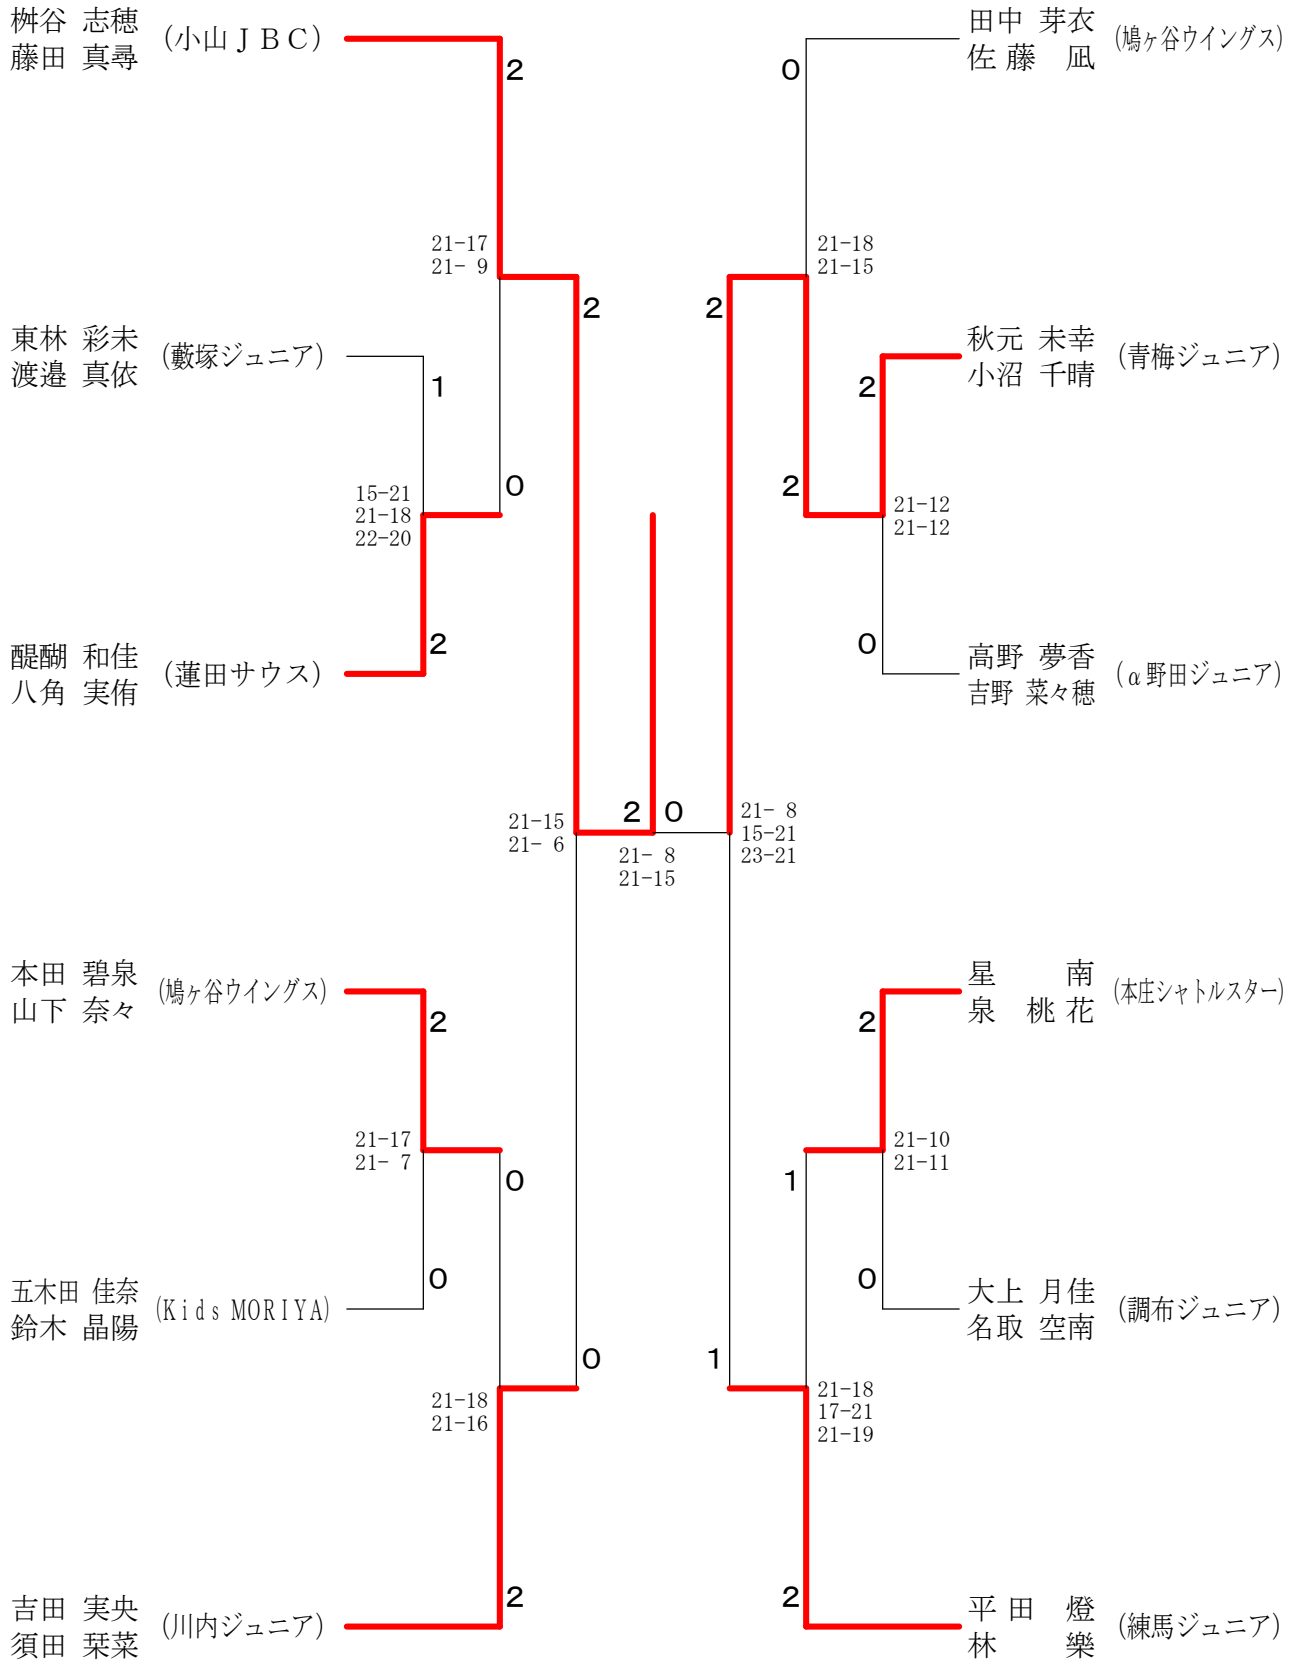 桝谷 志穂
藤田 真尋
(小山ＪＢＣ)
2
21-17
21- 9
東林 彩未
渡邉 真依
(藪塚ジュニア)
1
15-21
21-18
22-20
0
醍醐 和佳
八角 実侑
(蓮田サウス)
2
2
21-15
21- 6
本田 碧泉
山下 奈々
(鳩ヶ谷ウイングス)
2
21-17
21- 7
0
五木田 佳奈
鈴木 晶陽
(Kids MORIYA)
0
0
21-18
21-16
吉田 実央
須田 栞菜
(川内ジュニア)
2
2 0
21- 8
21-15
田中 芽衣
佐藤 凪
(鳩ヶ谷ウイングス)
0
21-18
21-15
2
秋元 未幸
小沼 千晴
(青梅ジュニア)
2
2
21-12
21-12
高野 夢香
吉野 菜々穂
(α野田ジュニア)
0
21- 8
15-21
23-21
星 南
泉 桃花
(本庄シャトルスター)
2
21-10
21-11
1
大上 月佳
名取 空南
(調布ジュニア)
0
1
21-18
17-21
21-19
平田 燈
林 樂
(練馬ジュニア)
2